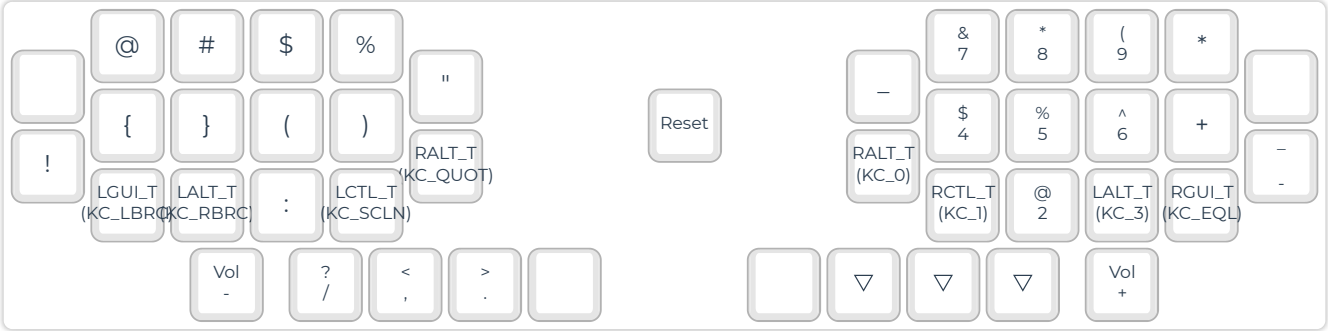 @ # $ % & * ( *
7 8 9
" _
{ } ( ) Reset $ % ^ +
4 5 6
! RALT_T RALT_T _
(KC_QUOT) (KC_0) -
LGUI_T LALT_T : LCTL_T RCTL_T @ LALT_T RGUI_T
(KC_LBRC) (KC_RBRC) (KC_SCLN) (KC_1) 2 (KC_3) (KC_EQL)
Vol ? < > ▽ ▽ ▽ Vol
- / , . +